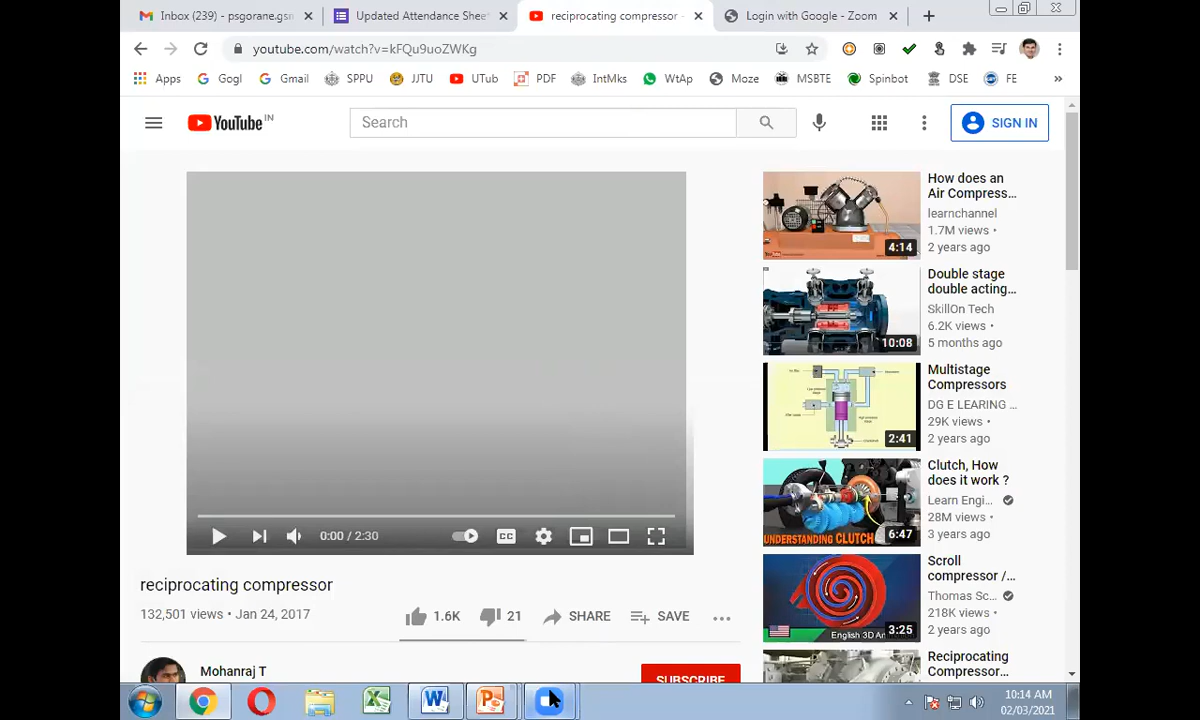 Inbox (239) - psgorane.gsm
Updated Attendance Sheet
reciprocating compressor -
Login with Google - Zoom
youtube.com/watch?v=kFQu9uoZWKg
Apps
Gogl
Gmail
SPPU
JJTU
UTub
PDF
IntMks
WtAp
Moze
MSBTE
Spinbot
DSE
FE
»
YouTube IN
Search
SIGN IN
0:00 / 2:30
CC
reciprocating compressor
132,501 views • Jan 24, 2017
1.6K
21
SHARE
SAVE
Mohanraj T
SUBSCRIBE
How does an
Air Compress...
learnchannel
1.7M views •
2 years ago
4:14
Double stage
double acting...
SkillOn Tech
6.2K views •
5 months ago
10:08
Multistage
Compressors
DG E LEARING ...
29K views •
2 years ago
2:41
Clutch, How
does it work ?
Learn Engi...
28M views •
3 years ago
UNDERSTANDING CLUTCH
6:47
Scroll
compressor /...
Thomas Sc...
218K views •
2 years ago
English 3D An
3:25
Reciprocating
Compressor...
10:14 AM
02/03/2021